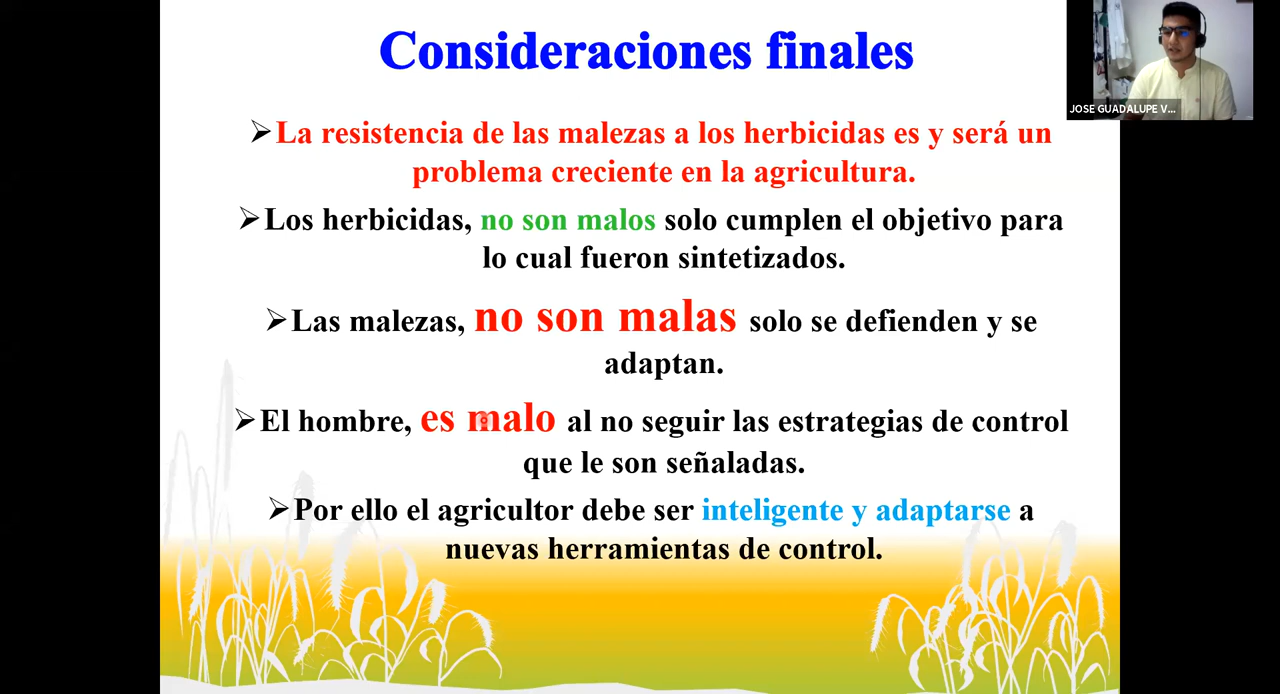 Consideraciones finales
JOSE GUADALUPE V...
➢La resistencia de las malezas a los herbicidas es y será un
problema creciente en la agricultura.
➢Los herbicidas, no son malos solo cumplen el objetivo para
lo cual fueron sintetizados.
➢Las malezas, no son malas solo se defienden y se
adaptan.
➢El hombre, es malo al no seguir las estrategias de control
que le son señaladas.
➢Por ello el agricultor debe ser inteligente y adaptarse a
nuevas herramientas de control.